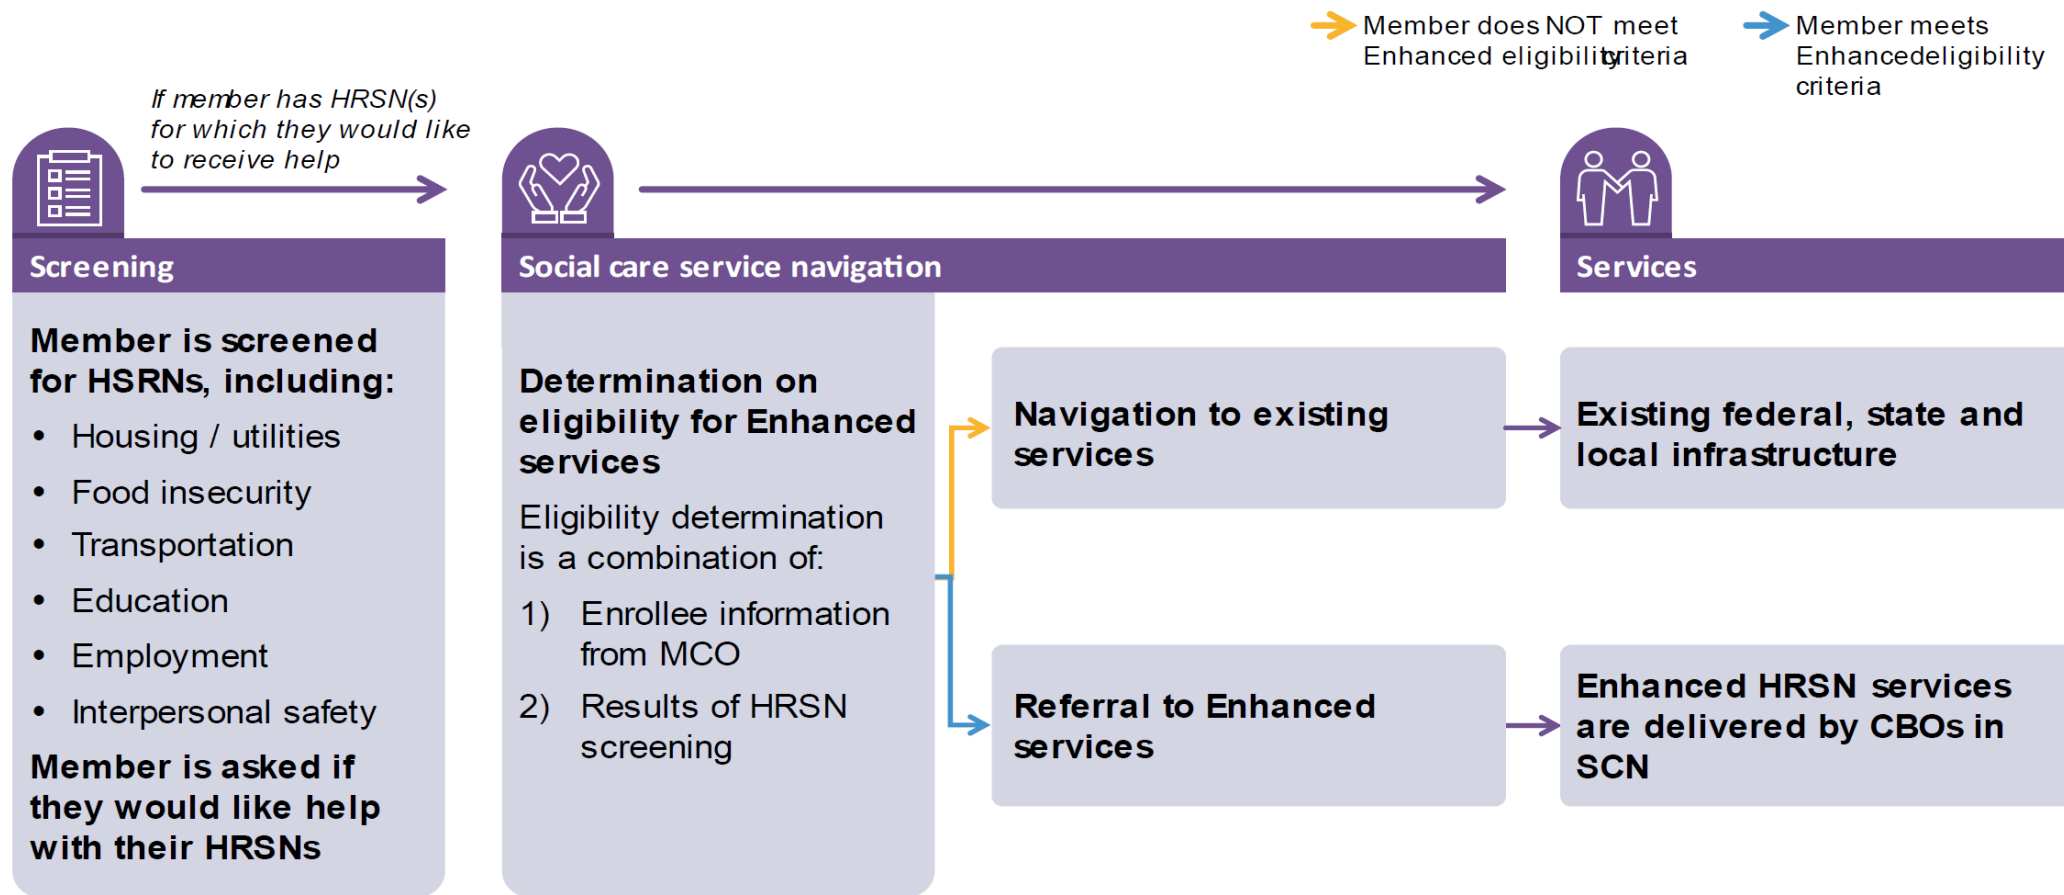 Member does NOT meet
Enhanced eligibility criteria
Member meets
Enhancedeligibility
criteria
If member has HRSN(s)
for which they would like
to receive help
Screening
Member is screened
for HSRNs, including:
• Housing / utilities
• Food insecurity
• Transportation
• Education
• Employment
• Interpersonal safety
Member is asked if
they would like help
with their HRSNs
Social care service navigation
Determination on
eligibility for Enhanced
services
Eligibility determination
is a combination of:
1) Enrollee information
from MCO
2) Results of HRSN
screening
Navigation to existing
services
Referral to Enhanced
services
Services
Existing federal, state and
local infrastructure
Enhanced HRSN services
are delivered by CBOs in
SCN